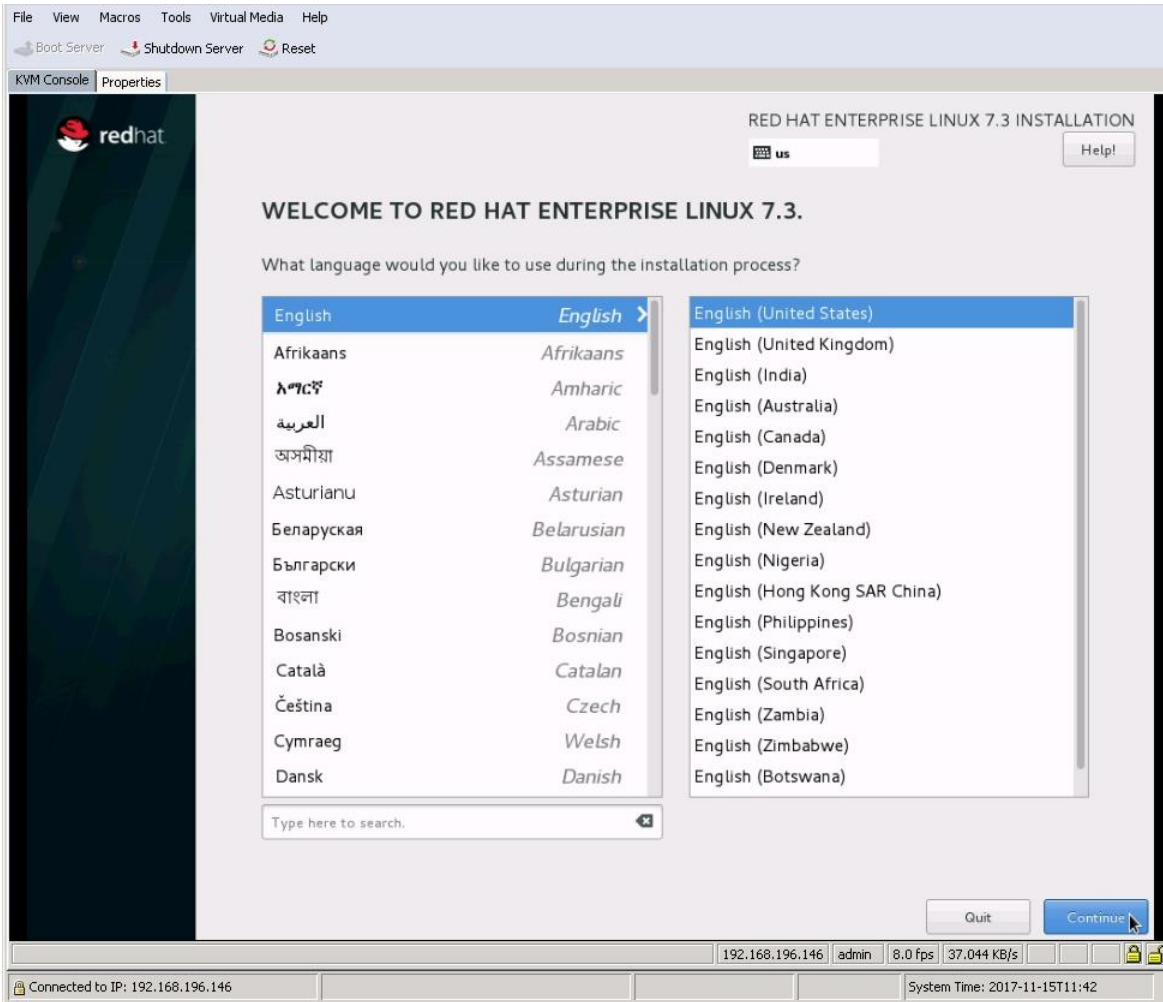 File View Macros Tools Virtual Media Help
Boot Server Shutdown Server Reset
KVM Console Properties
redhat
RED HAT ENTERPRISE LINUX 7.3 INSTALLATION
us
Help!
WELCOME TO RED HAT ENTERPRISE LINUX 7.3.
What language would you like to use during the installation process?
English English
Afrikaans Afrikaans
አማርኛ Amharic
العربية Arabic
অসমীয়া Assamese
Asturianu Asturian
Беларуская Belarusian
Български Bulgarian
বাংলা Bengali
Bosanski Bosnian
Català Catalan
Čeština Czech
Cymraeg Welsh
Dansk Danish
Type here to search.
English (United States)
English (United Kingdom)
English (India)
English (Australia)
English (Canada)
English (Denmark)
English (Ireland)
English (New Zealand)
English (Nigeria)
English (Hong Kong SAR China)
English (Philippines)
English (Singapore)
English (South Africa)
English (Zambia)
English (Zimbabwe)
English (Botswana)
Quit Continue
192.168.196.146 admin 8.0 fps 37.044 KB/s
Connected to IP: 192.168.196.146 System Time: 2017-11-15T11:42